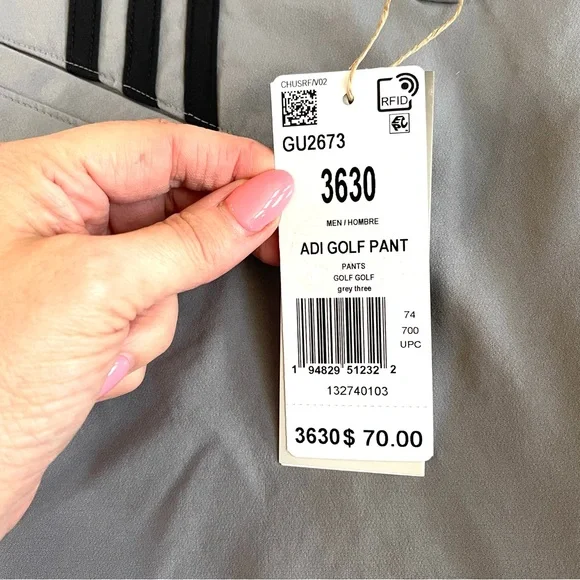 CHUSRF/V02
RFID
GU2673
3630
MEN / HOMBRE
ADI GOLF PANT
PANTS
GOLF GOLF
grey three
74
700
UPC
1 94829 51232 2
132740103
3630 $ 70.00